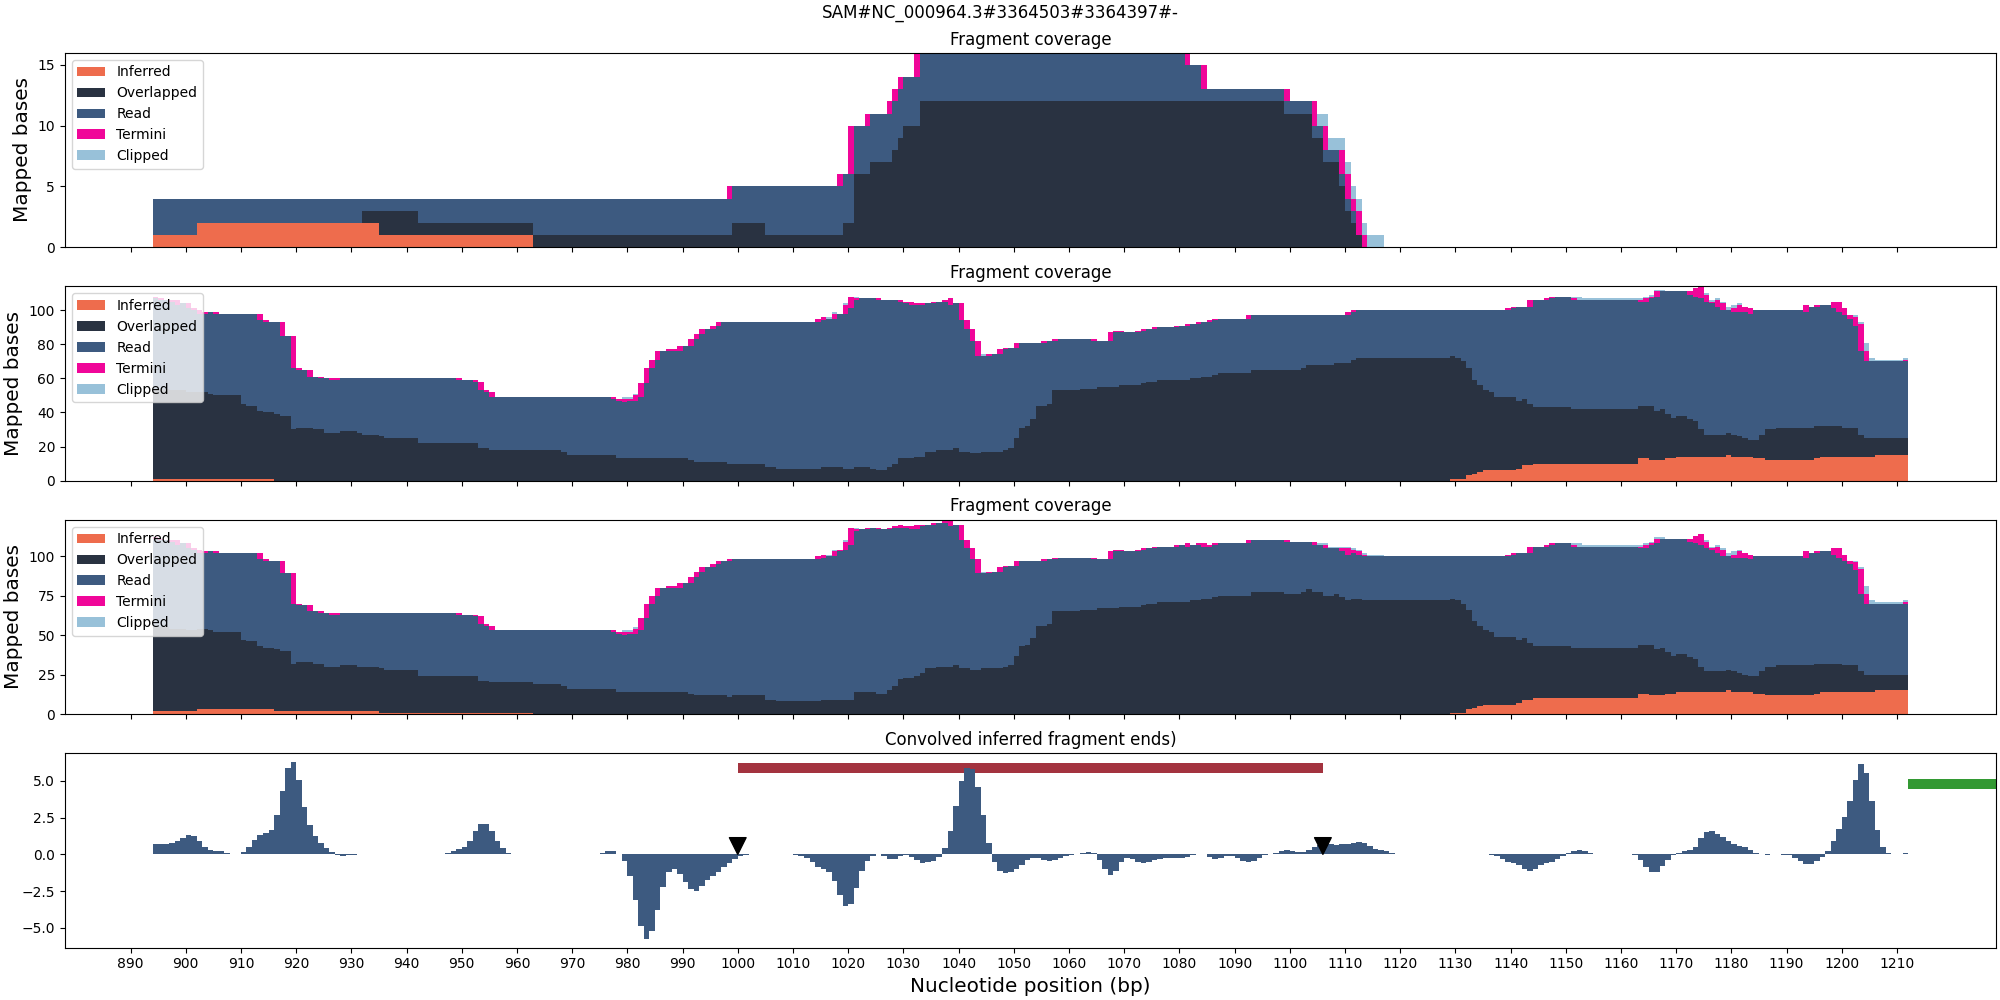 SAM#NC_000964.3#3364503#3364397#-
Fragment coverage
Mapped bases
15
10
5
0
Inferred
Overlapped
Read
Termini
Clipped
Fragment coverage
Mapped bases
100
80
60
40
20
0
Inferred
Overlapped
Read
Termini
Clipped
Fragment coverage
Mapped bases
100
75
50
25
0
Inferred
Overlapped
Read
Termini
Clipped
Convolved inferred fragment ends)
5.0
2.5
0.0
−2.5
−5.0
890 900 910 920 930 940 950 960 970 980 990 1000 1010 1020 1030 1040 1050 1060 1070 1080 1090 1100 1110 1120 1130 1140 1150 1160 1170 1180 1190 1200 1210
Nucleotide position (bp)